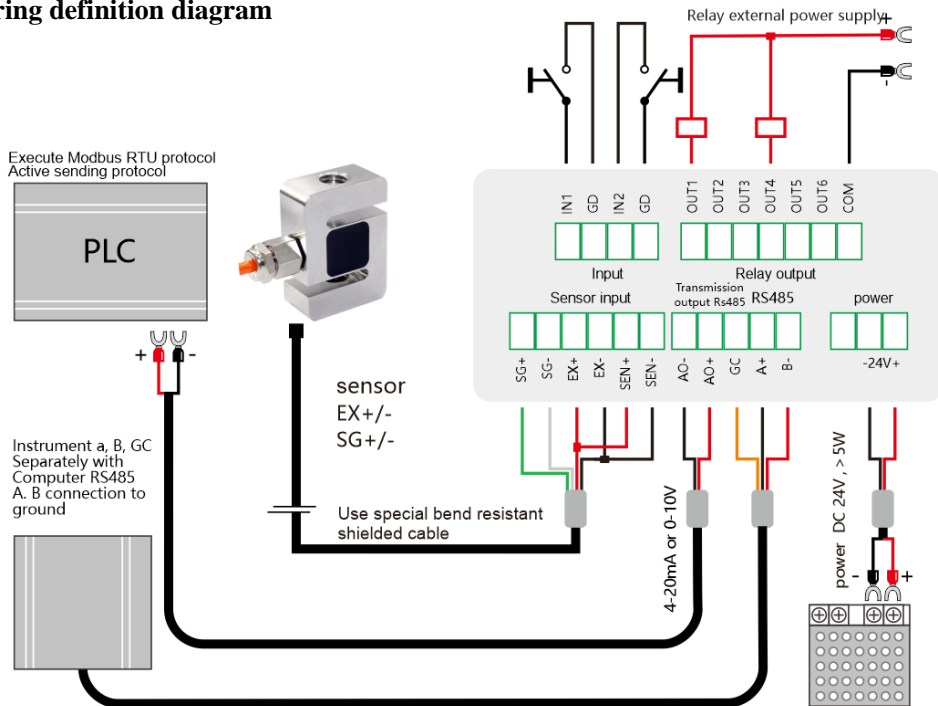 ring definition diagram
Relay external power supply
+
-
Execute Modbus RTU protocol
Active sending protocol
PLC
+ -
IN1
GD
IN2
GD
OUT1
OUT2
OUT3
OUT4
OUT5
OUT6
COM
Input
Relay output
Sensor input
Transmission
output Rs485
RS485
power
SG+
SG-
EX+
EX-
SEN+
SEN-
AO-
AO+
GC
A+
B-
-24V+
sensor
EX+/-
SG+/-
Instrument a, B, GC
Separately with
Computer RS485
A. B connection to
ground
Use special bend resistant
shielded cable
4-20mA or 0-10V
power DC 24V, > 5W
- +